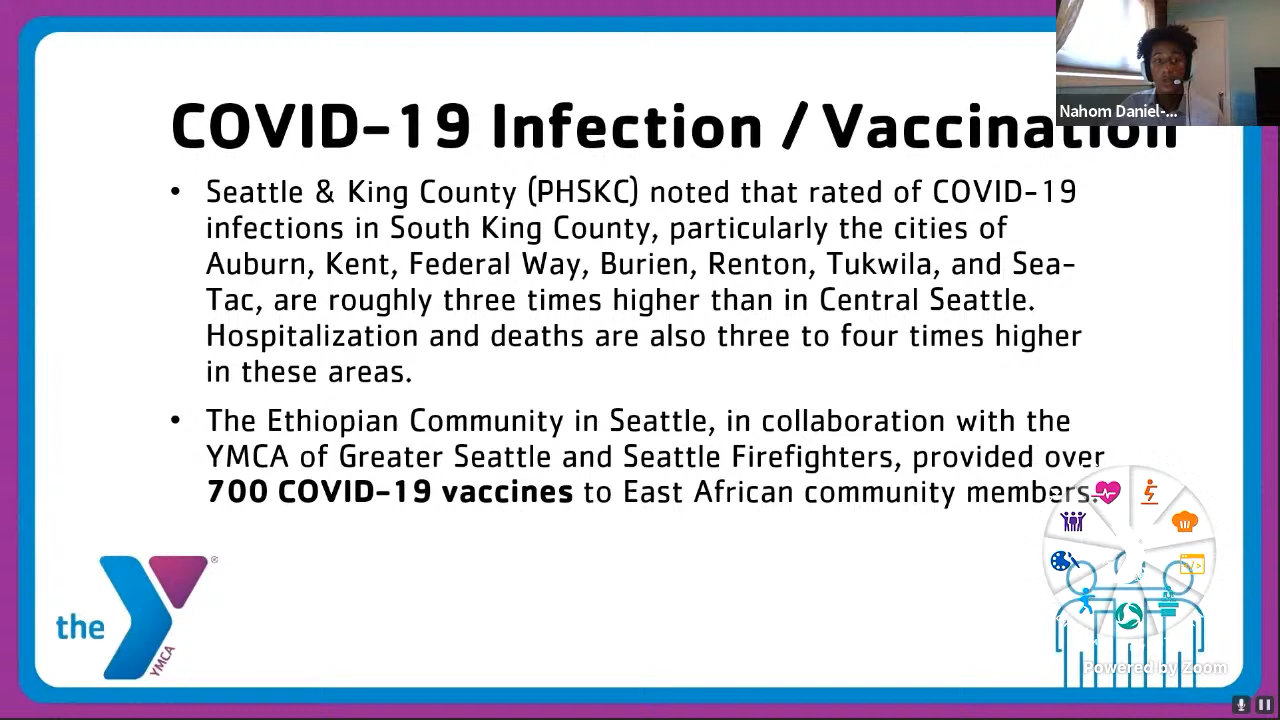 COVID-19 Infection / Vaccination
Nahom Daniel-...
• Seattle & King County (PHSKC) noted that rated of COVID-19
infections in South King County, particularly the cities of
Auburn, Kent, Federal Way, Burien, Renton, Tukwila, and Sea-
Tac, are roughly three times higher than in Central Seattle.
Hospitalization and deaths are also three to four times higher
in these areas.
• The Ethiopian Community in Seattle, in collaboration with the
YMCA of Greater Seattle and Seattle Firefighters, provided over
700 COVID-19 vaccines to East African community members.
the
YMCA
®
Powered by Zoom